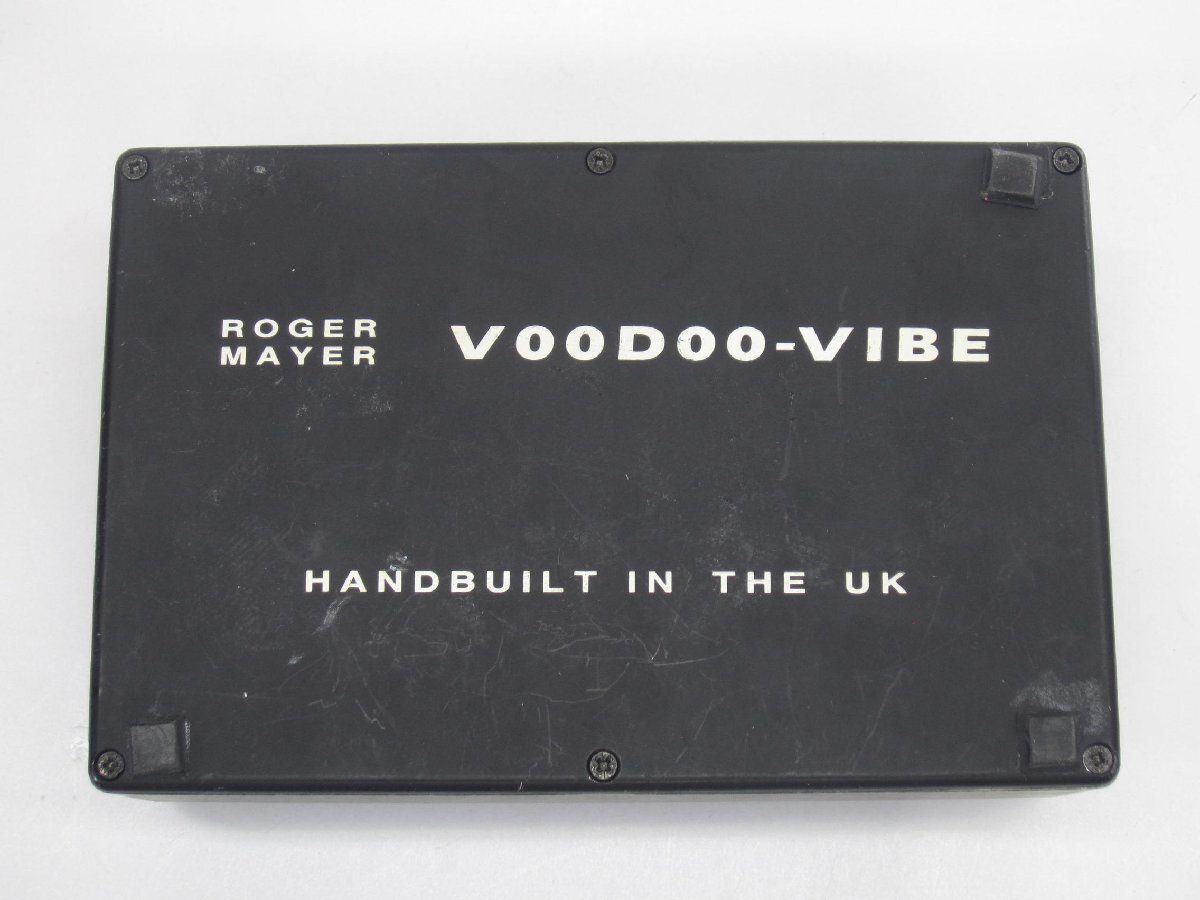 ROGER
MAYER
VOODOO-VIBE
HANDBUILT IN THE UK